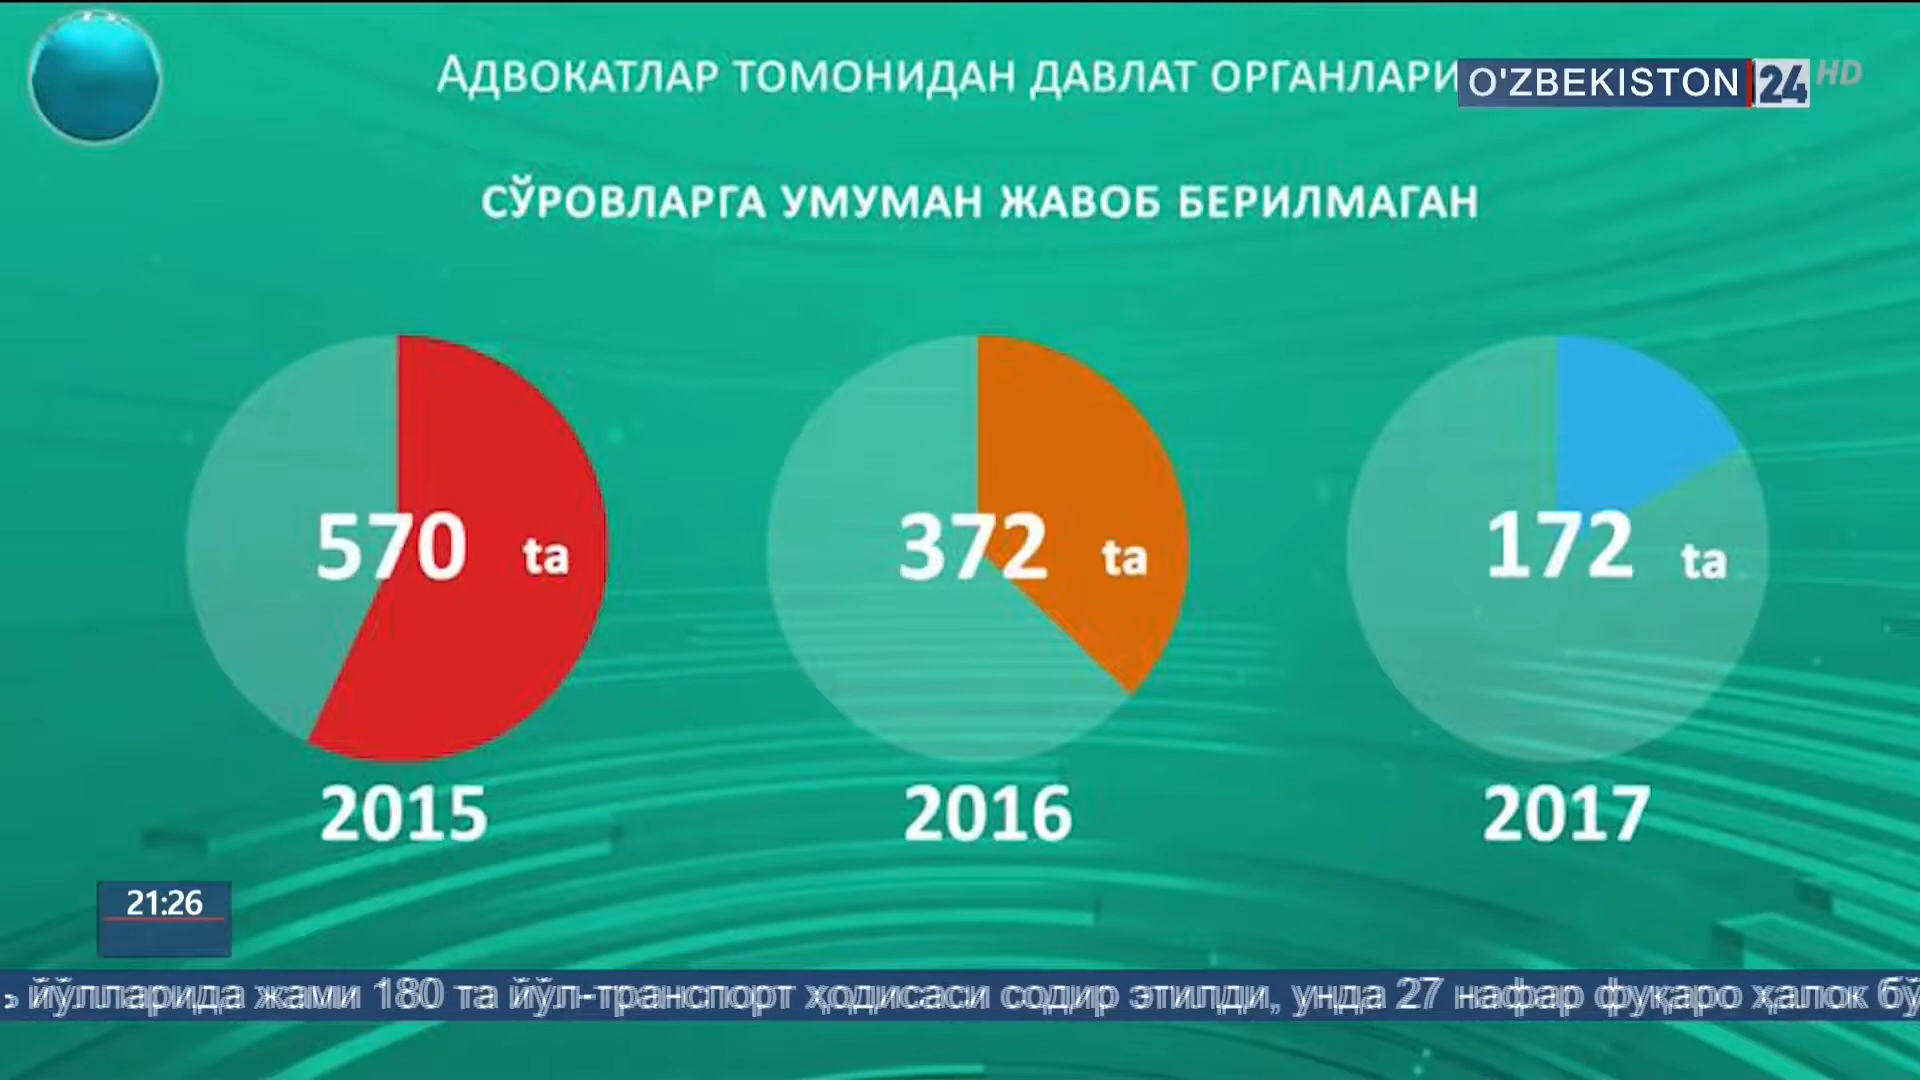 АДВОКАТЛАР ТОМОНИДАН ДАВЛАТ ОРГАНЛАРИ
O'ZBEKISTON 24 HD
СЎРОВЛАРГА УМУМАН ЖАВОБ БЕРИЛМАГАН
570 ta
372 ta
172 ta
2015
2016
2017
21:26
йўлларида жами 180 та йўл-транспорт ҳодисаси содир этилди, унда 27 нафар фуқаро ҳалок